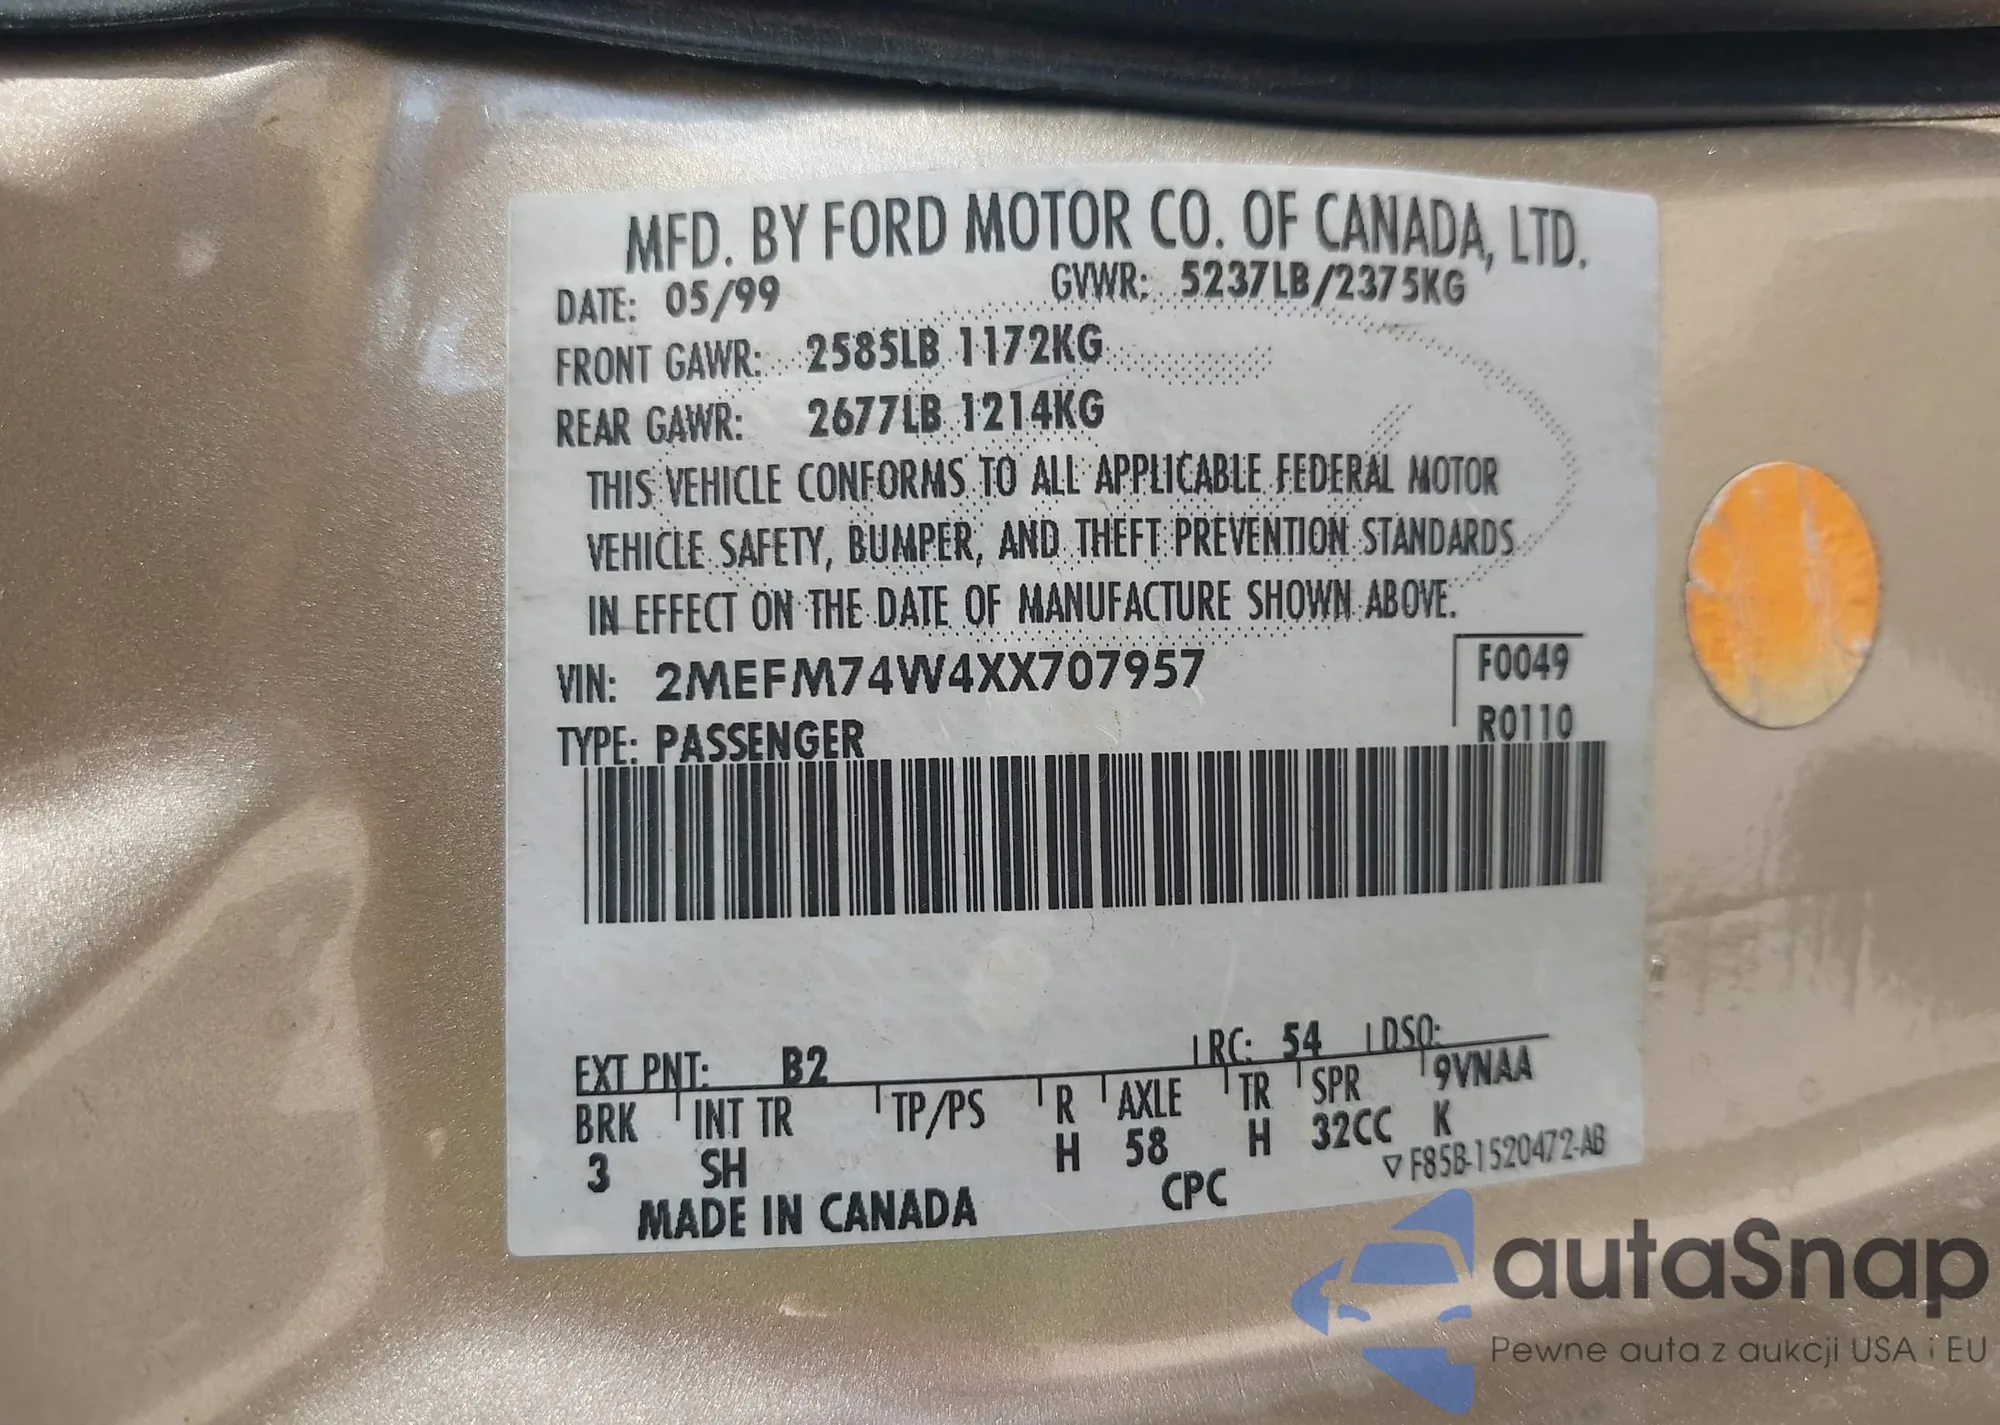 MFD. BY FORD MOTOR CO. OF CANADA, LTD.
DATE: 05/99 GVWR: 5237LB/2375KG
FRONT GAWR: 2585LB 1172KG
REAR GAWR: 2677LB 1214KG
THIS VEHICLE CONFORMS TO ALL APPLICABLE FEDERAL MOTOR
VEHICLE SAFETY, BUMPER, AND THEFT PREVENTION STANDARDS
IN EFFECT ON THE DATE OF MANUFACTURE SHOWN ABOVE.
VIN: 2MEFM74W4XX707957 F0049
TYPE: PASSENGER R0110
EXT PNT: B2 RC: 54 DSO:
BRK INT TR TP/PS R AXLE TR SPR 9VNAA
3 SH H 58 H 32CC K
MADE IN CANADA CPC ▽ F85B-1520472-AB
autaSnap
Pewne auta z aukcji USA i EU